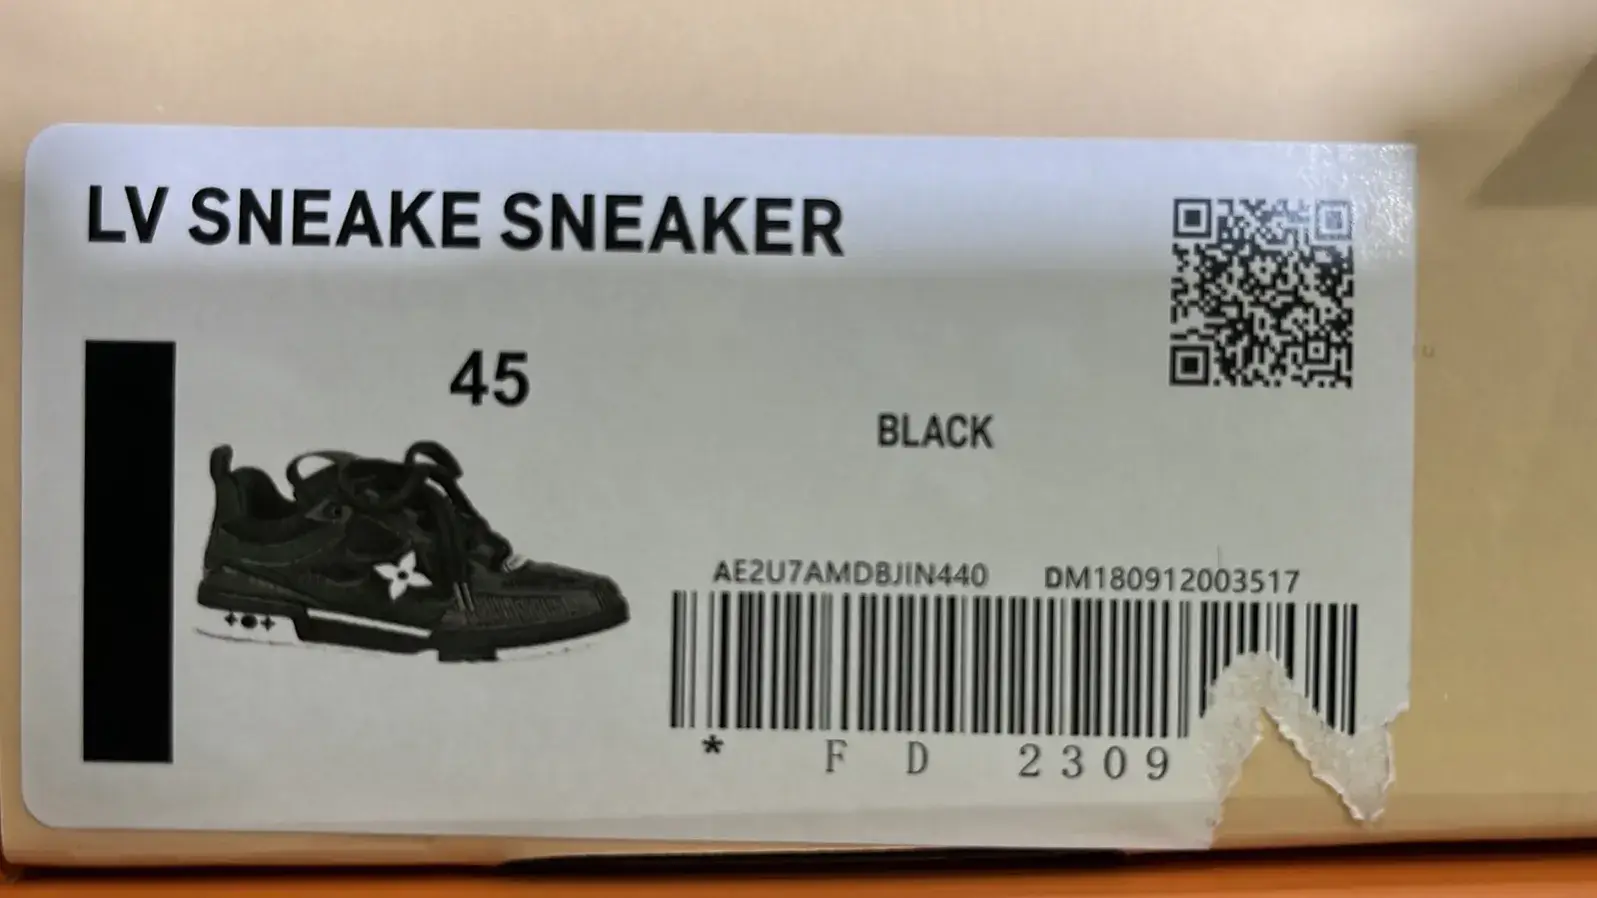 LV SNEAKE SNEAKER
45
BLACK
AE2U7AMDBJIN440 DM180912003517
* F D 2309